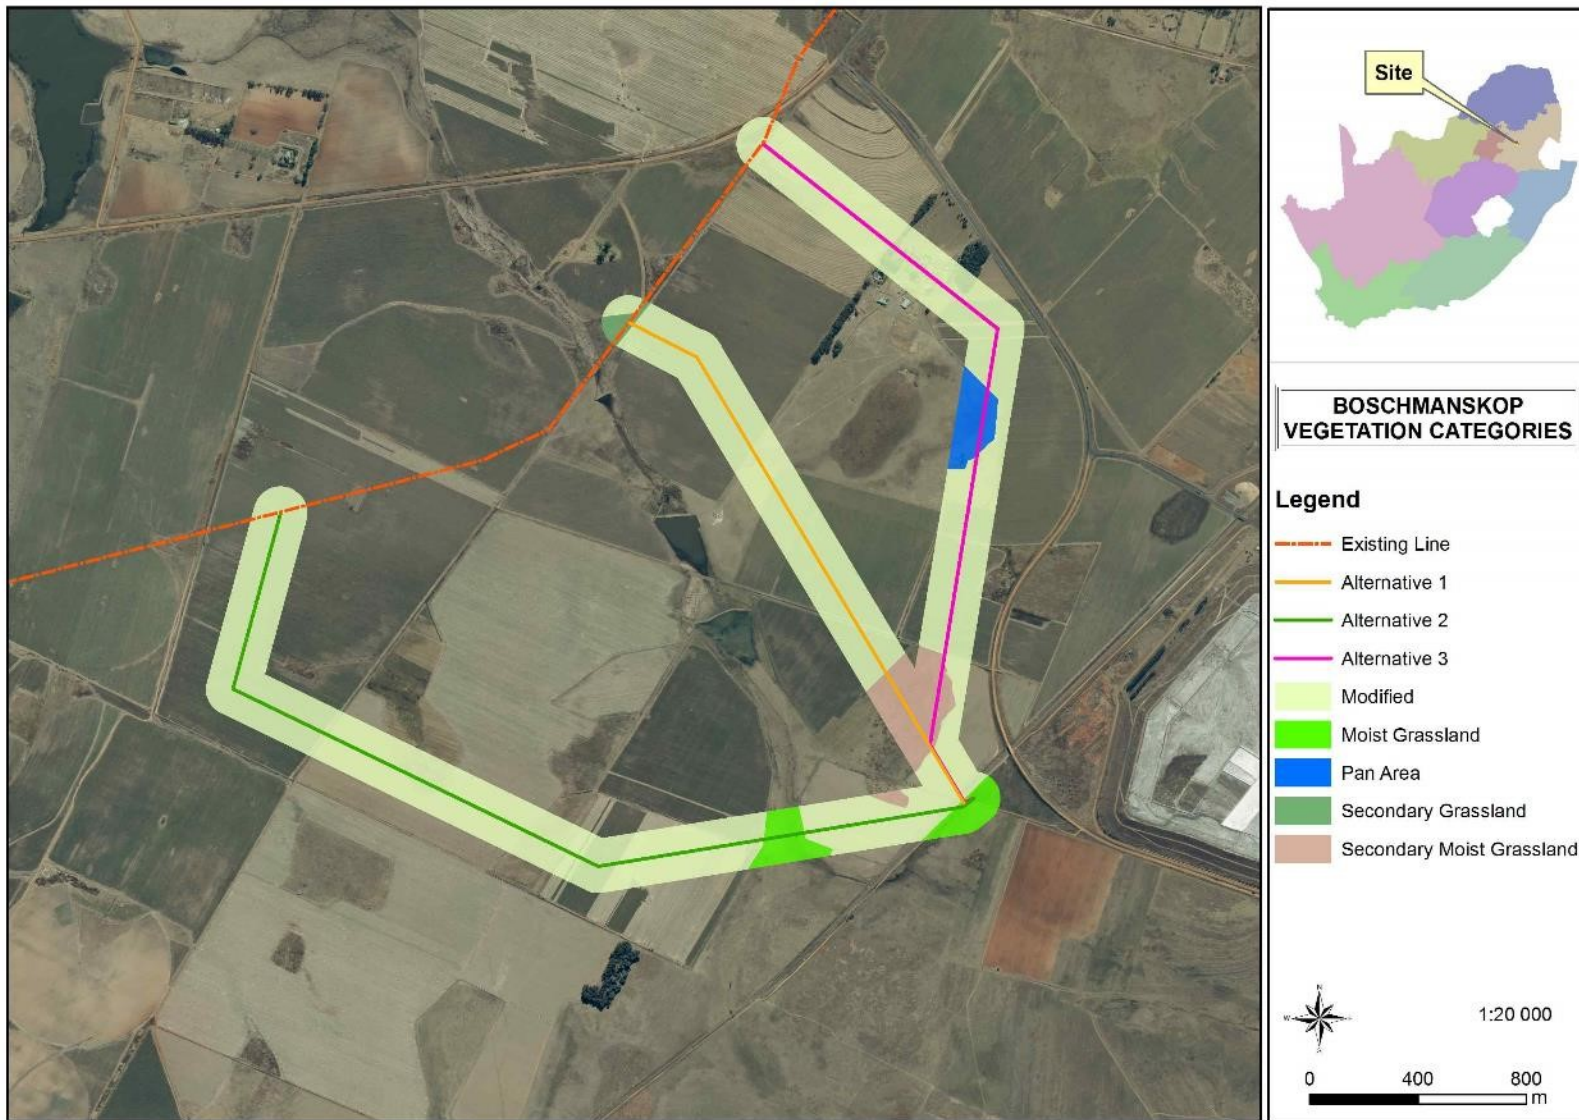 Site
BOSCHMANSKOP
VEGETATION CATEGORIES
Legend
Existing Line
Alternative 1
Alternative 2
Alternative 3
Modified
Moist Grassland
Pan Area
Secondary Grassland
Secondary Moist Grassland
N
W
1:20 000
0 400 800
m